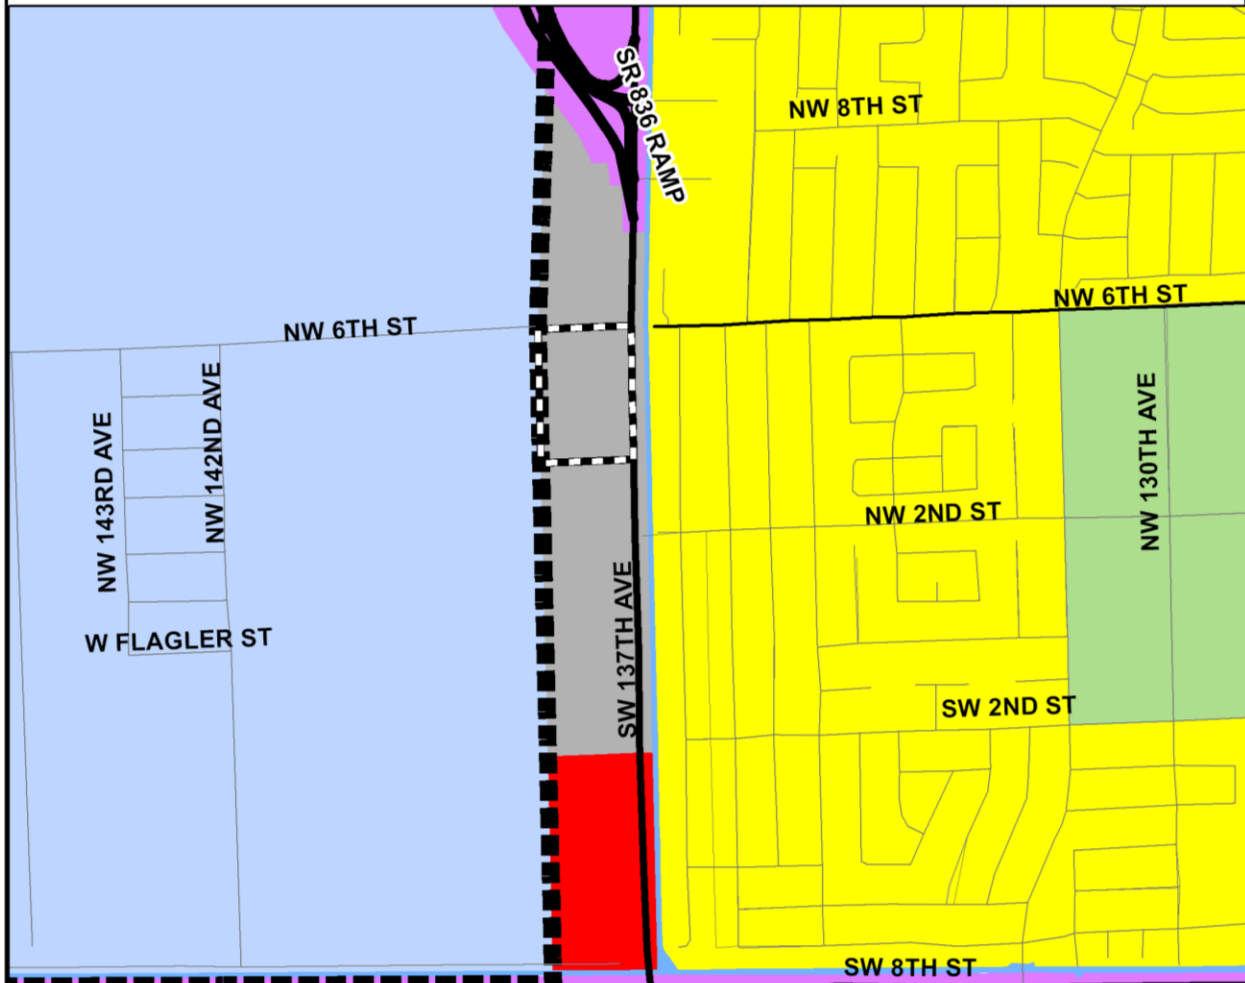 SR 836 RAMP
NW 8TH ST
NW 6TH ST
NW 6TH ST
NW 143RD AVE
NW 142ND AVE
NW 130TH AVE
NW 2ND ST
SW 137TH AVE
W FLAGLER ST
SW 2ND ST
SW 8TH ST